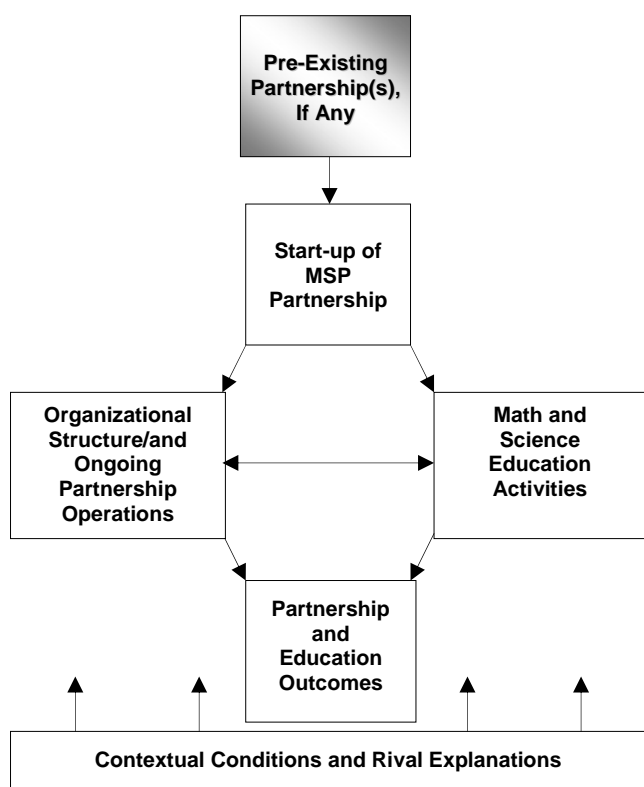 Pre-Existing
Partnership(s),
If Any
Start-up of
MSP
Partnership
Organizational
Structure/and
Ongoing
Partnership
Operations
Math and
Science
Education
Activities
Partnership
and
Education
Outcomes
Contextual Conditions and Rival Explanations